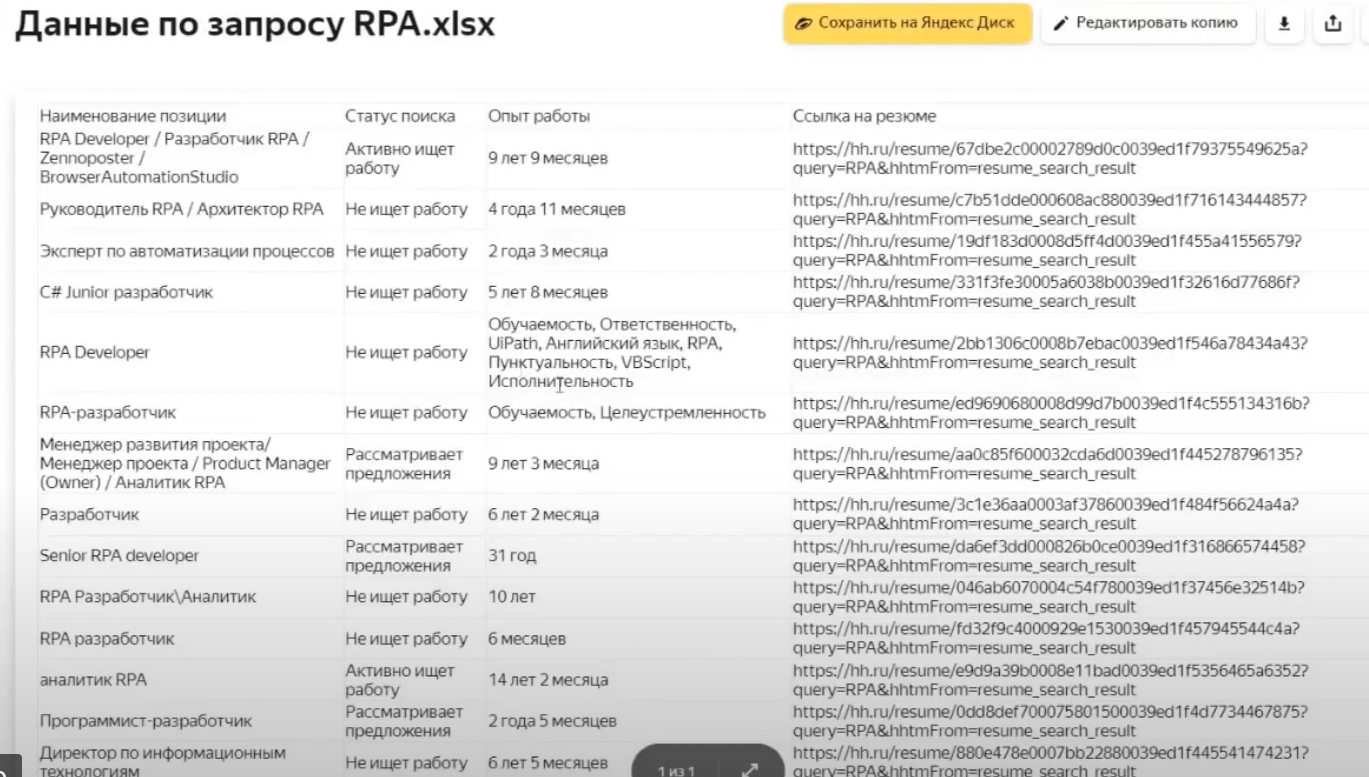 Данные по запросу RPA.xlsx
Сохранить на Яндекс Диск
Редактировать копию
Наименование позиции Статус поиска Опыт работы Ссылка на резюме
RPA Developer / Разработчик RPA /
Zennoposter /
BrowserAutomationStudio
Активно ищет
работу
9 лет 9 месяцев
https://hh.ru/resume/67dbe2c00002789d0c0039ed1f79375549625a?
query=RPA&hhtmFrom=resume_search_result
Руководитель RPA / Архитектор RPA Не ищет работу 4 года 11 месяцев
https://hh.ru/resume/c7b51dde000608ac880039ed1f716143444857?
query=RPA&hhtmFrom=resume_search_result
Эксперт по автоматизации процессов Не ищет работу 2 года 3 месяца
https://hh.ru/resume/19df183d0008d5ff4d0039ed1f455a41556579?
query=RPA&hhtmFrom=resume_search_result
C# Junior разработчик Не ищет работу 5 лет 8 месяцев
https://hh.ru/resume/331f3fe30005a6038b0039ed1f32616d77686f?
query=RPA&hhtmFrom=resume_search_result
RPA Developer Не ищет работу
Обучаемость, Ответственность,
UiPath, Английский язык, RPA,
Пунктуальность, VBScript,
Исполнительность
https://hh.ru/resume/2bb1306c0008b7ebac0039ed1f546a78434a43?
query=RPA&hhtmFrom=resume_search_result
RPA-разработчик Не ищет работу Обучаемость, Целеустремленность
https://hh.ru/resume/ed9690680008d99d7b0039ed1f4c555134316b?
query=RPA&hhtmFrom=resume_search_result
Менеджер развития проекта/
Менеджер проекта / Product Manager
(Owner) / Аналитик RPA
Рассматривает
предложения
9 лет 3 месяца
https://hh.ru/resume/aa0c85f600032cda6d0039ed1f445278796135?
query=RPA&hhtmFrom=resume_search_result
Разработчик Не ищет работу 6 лет 2 месяца
https://hh.ru/resume/3c1e36aa0003af37860039ed1f484f56624a4a?
query=RPA&hhtmFrom=resume_search_result
Senior RPA developer
Рассматривает
предложения
31 год
https://hh.ru/resume/da6ef3dd000826b0ce0039ed1f316866574458?
query=RPA&hhtmFrom=resume_search_result
RPA Разработчик\Аналитик Не ищет работу 10 лет
https://hh.ru/resume/046ab6070004c54f780039ed1f37456e32514b?
query=RPA&hhtmFrom=resume_search_result
RPA разработчик Не ищет работу 6 месяцев
https://hh.ru/resume/fd32f9c4000929e1530039ed1f457945544c4a?
query=RPA&hhtmFrom=resume_search_result
аналитик RPA
Активно ищет
работу
14 лет 2 месяца
https://hh.ru/resume/e9d9a39b0008e11bad0039ed1f5356465a6352?
query=RPA&hhtmFrom=resume_search_result
Программист-разработчик
Рассматривает
предложения
2 года 5 месяцев
https://hh.ru/resume/0dd8def700075801500039ed1f4d7734467875?
query=RPA&hhtmFrom=resume_search_result
Директор по информационным
технологиям
Не ищет работу 6 лет 5 месяцев
https://hh.ru/resume/880e478e0007bb22880039ed1f445541474231?
query=RPA&hhtmFrom=resume_search_result
1 из 1